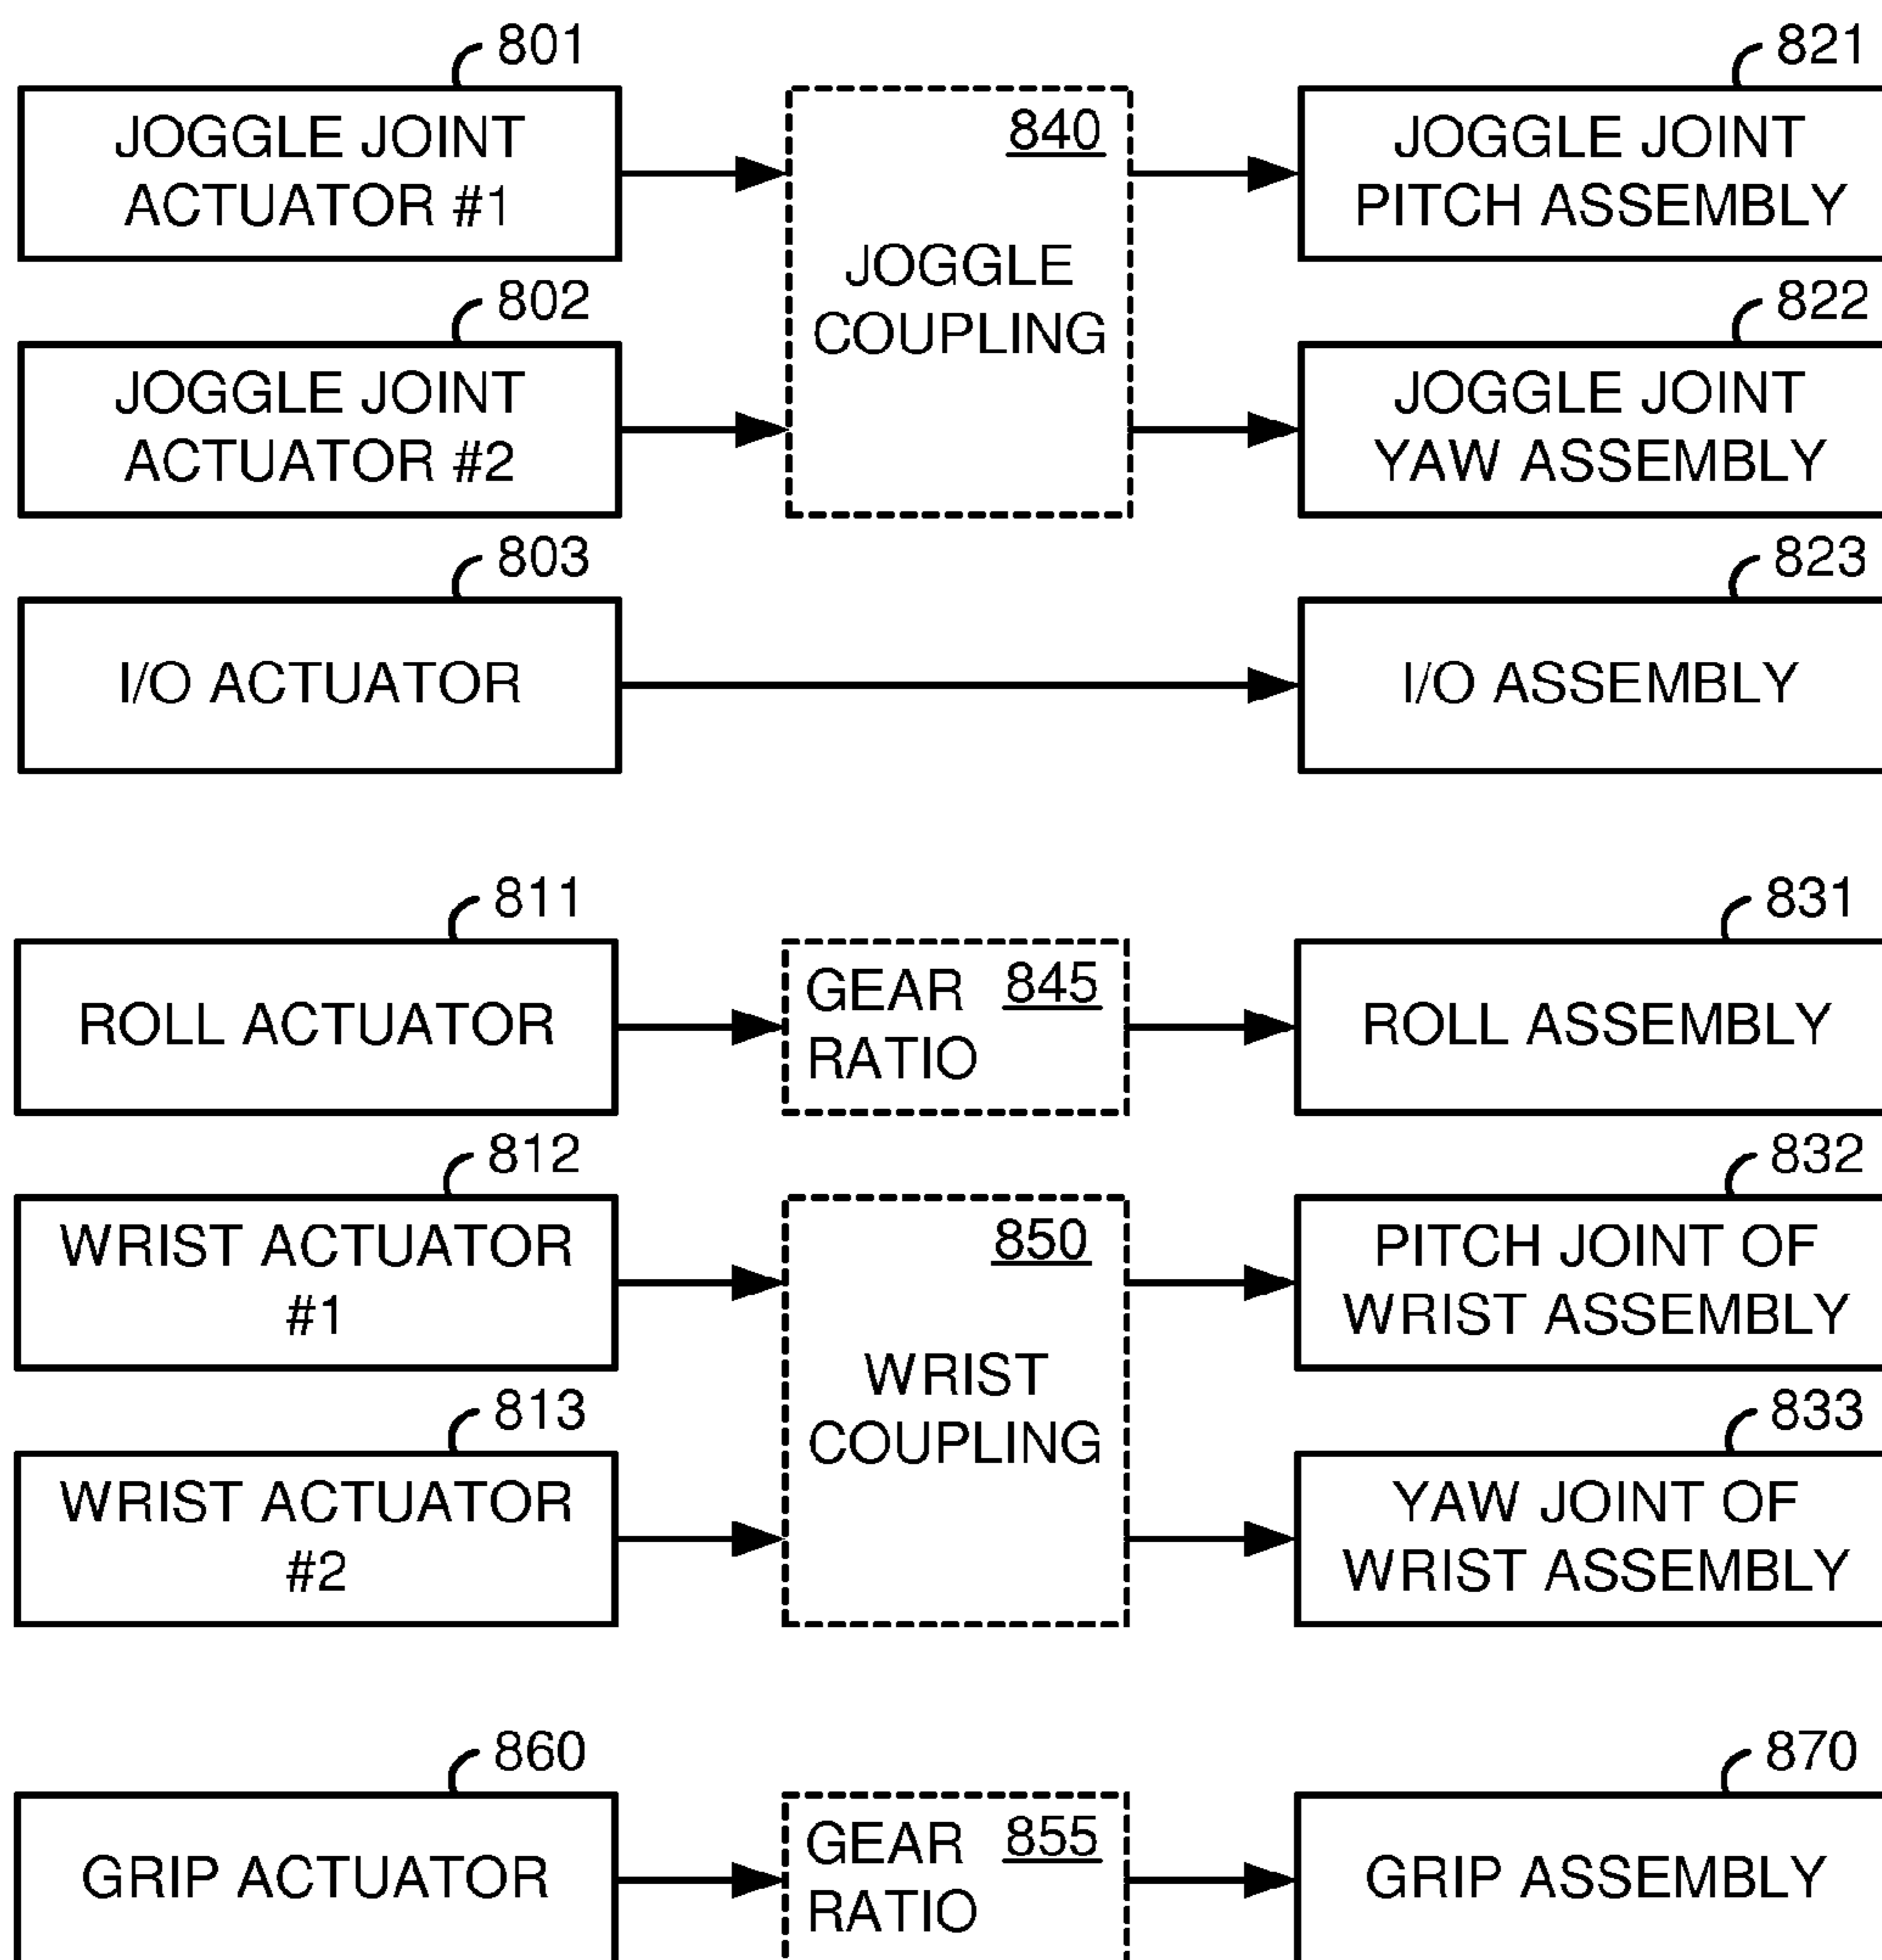 801
821
JOGGLE JOINT
ACTUATOR #1
840
JOGGLE
COUPLING
JOGGLE JOINT
PITCH ASSEMBLY
802
822
JOGGLE JOINT
ACTUATOR #2
JOGGLE JOINT
YAW ASSEMBLY
803
823
I/O ACTUATOR
I/O ASSEMBLY
811
831
ROLL ACTUATOR
GEAR 845
RATIO
ROLL ASSEMBLY
812
832
WRIST ACTUATOR
#1
850
WRIST
COUPLING
PITCH JOINT OF
WRIST ASSEMBLY
813
833
WRIST ACTUATOR
#2
YAW JOINT OF
WRIST ASSEMBLY
860
870
GRIP ACTUATOR
GEAR 855
RATIO
GRIP ASSEMBLY